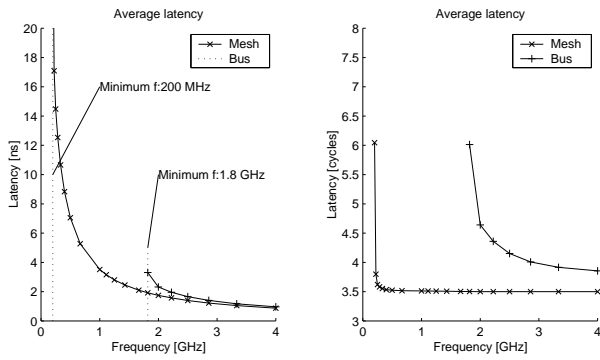 Average latency
20
18
16
14
12
10
8
6
4
2
0
Latency [ns]
Mesh
Bus
Minimum f:200 MHz
Minimum f:1.8 GHz
0 1 2 3 4
Frequency [GHz]
Average latency
8
7.5
7
6.5
6
5.5
5
4.5
4
3.5
3
Latency [cycles]
Mesh
Bus
0 1 2 3 4
Frequency [GHz]